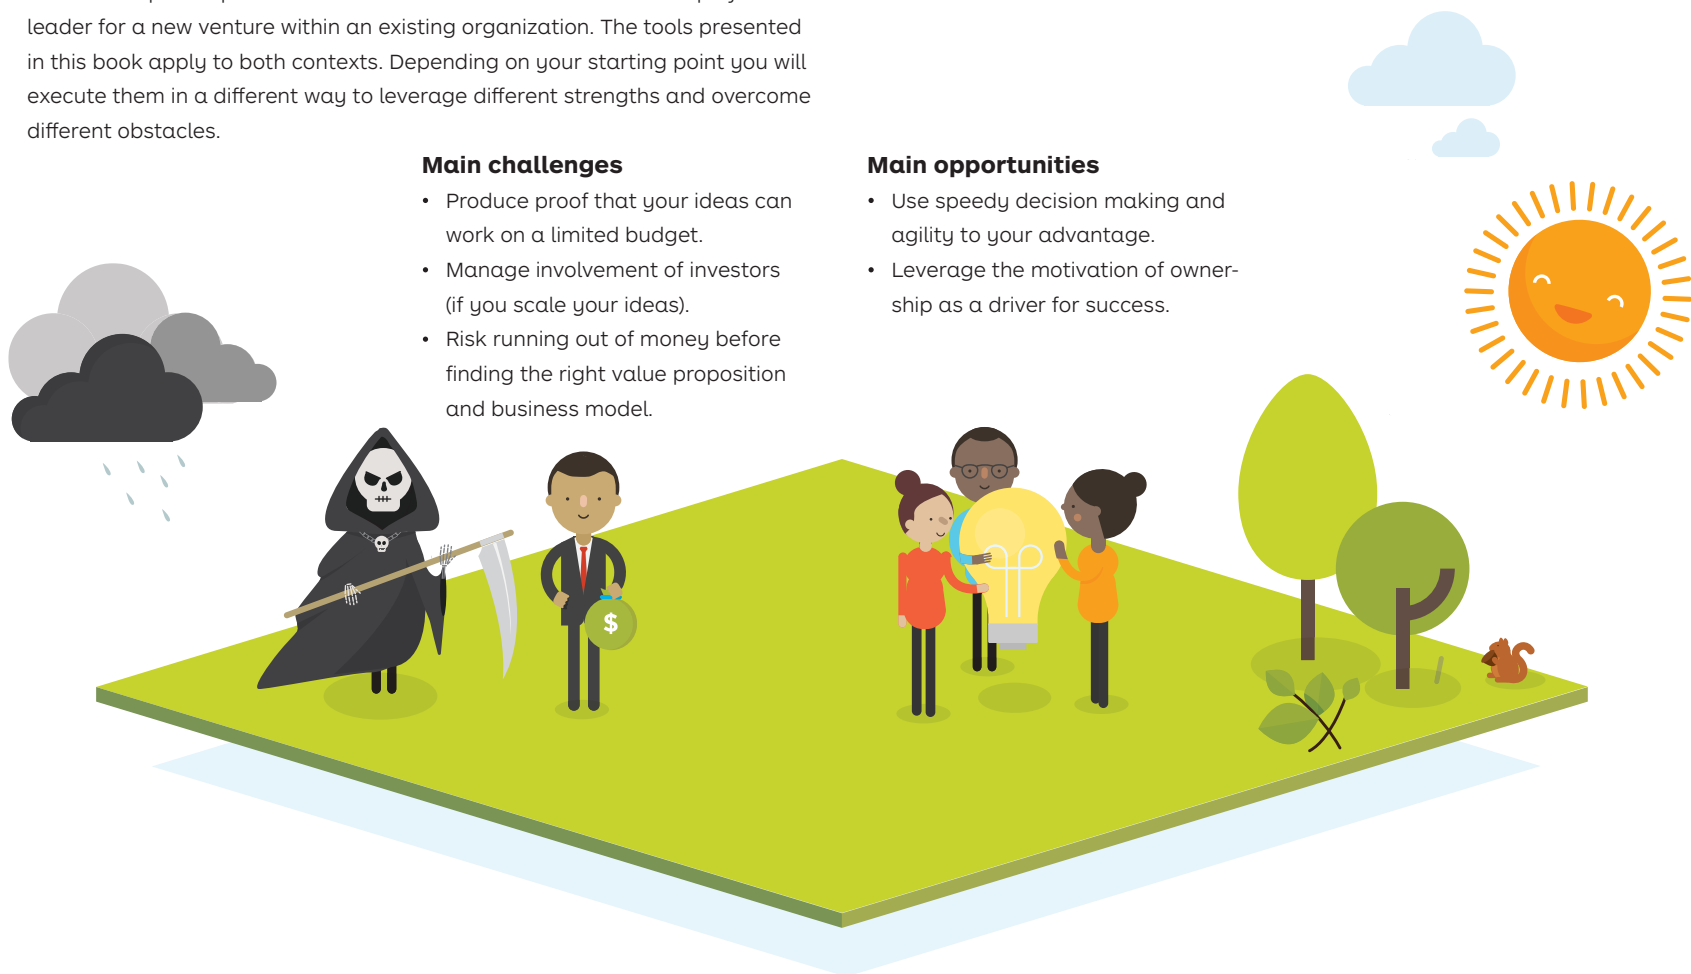 leader for a new venture within an existing organization. The tools presented
in this book apply to both contexts. Depending on your starting point you will
execute them in a different way to leverage different strengths and overcome
different obstacles.
Main challenges
• Produce proof that your ideas can
work on a limited budget.
• Manage involvement of investors
(if you scale your ideas).
• Risk running out of money before
finding the right value proposition
and business model.
Main opportunities
• Use speedy decision making and
agility to your advantage.
• Leverage the motivation of owner-
ship as a driver for success.
$